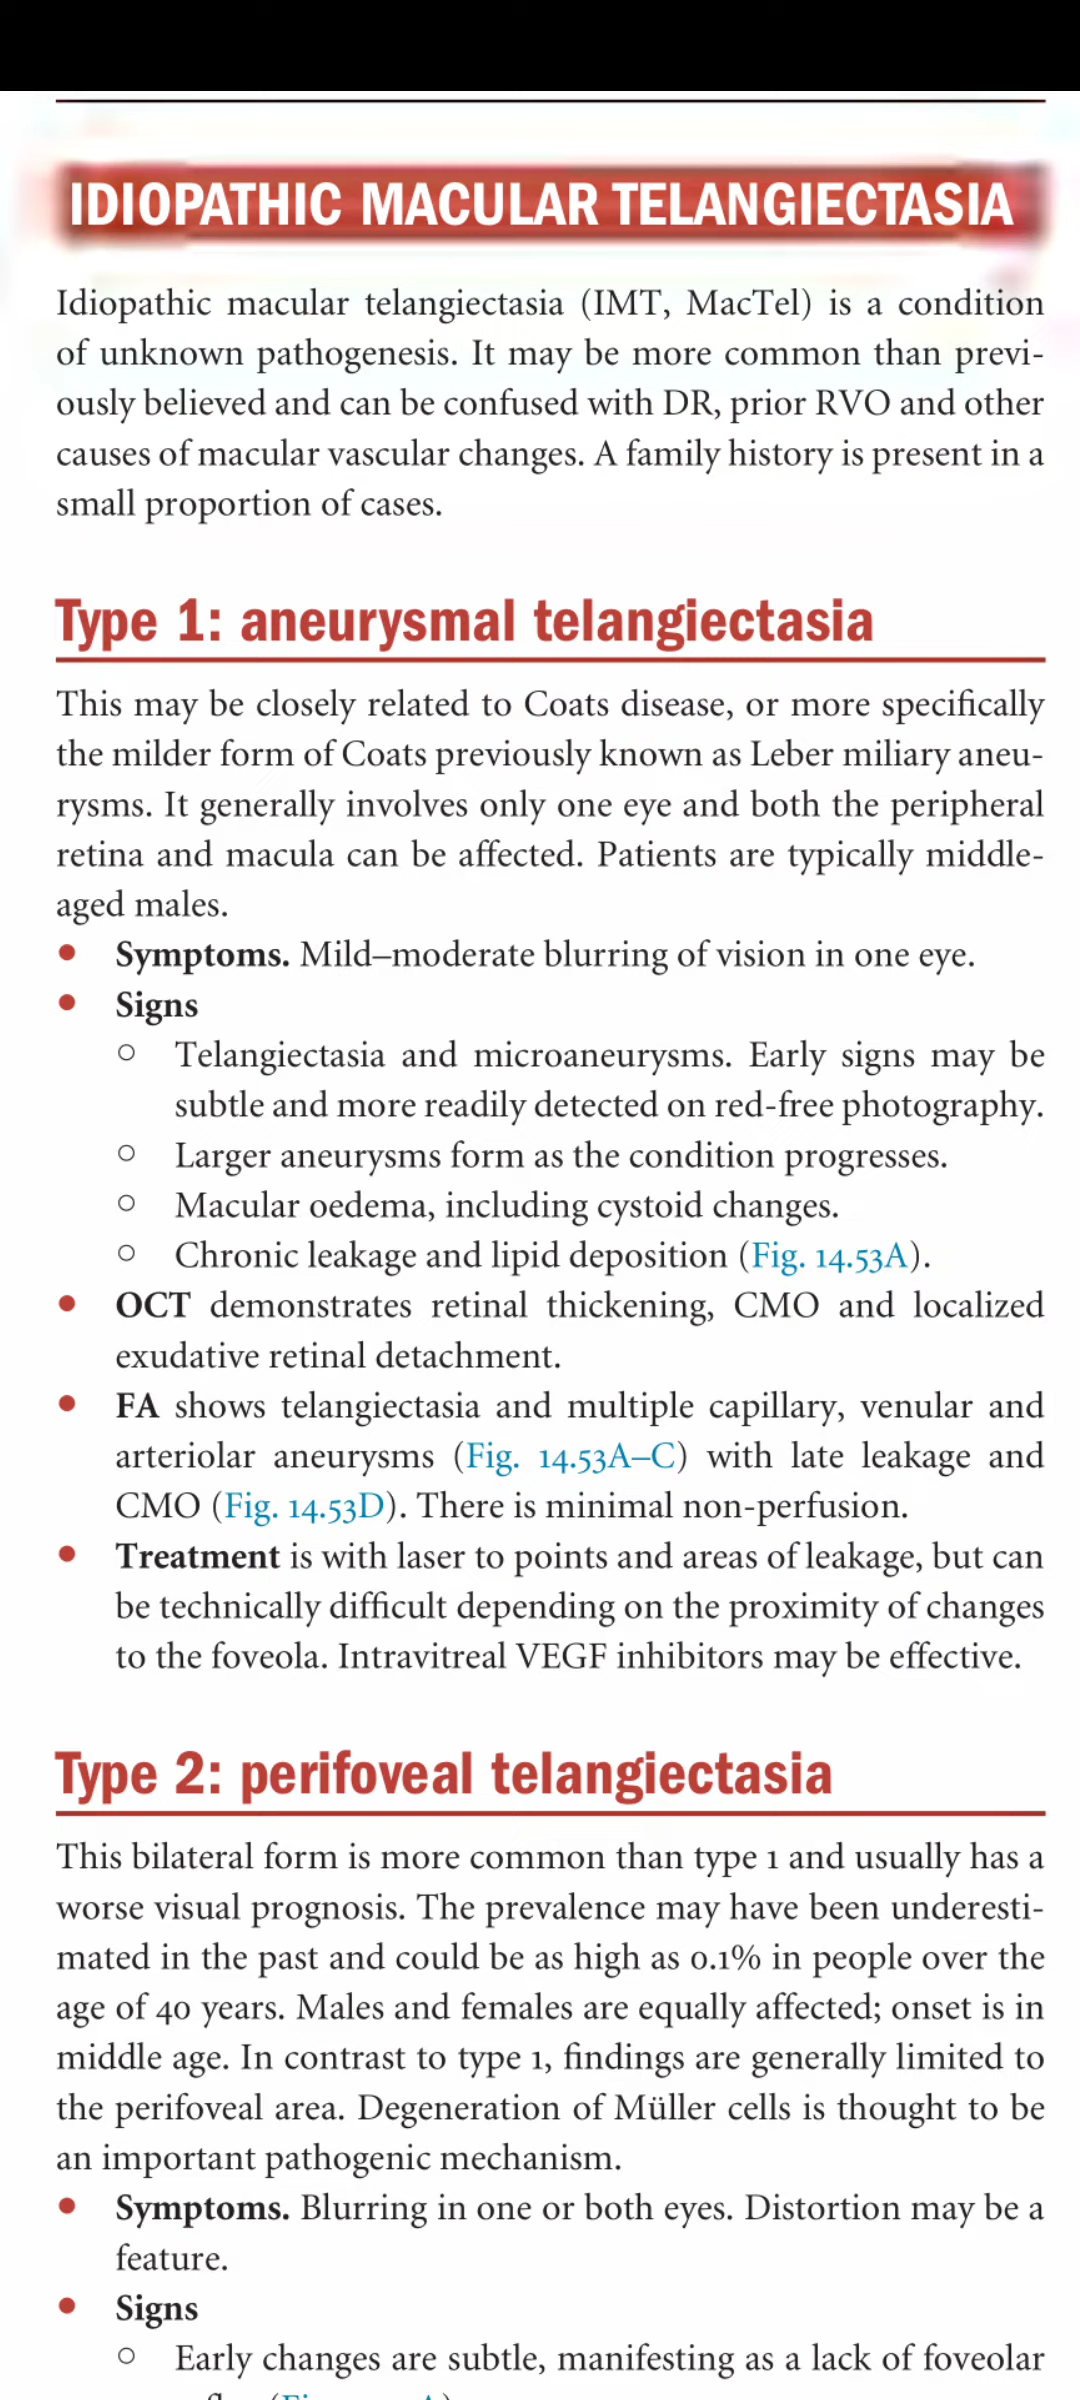 IDIOPATHIC MACULAR TELANGIECTASIA
Idiopathic macular telangiectasia (IMT, MacTel) is a condition
of unknown pathogenesis. It may be more common than previ-
ously believed and can be confused with DR, prior RVO and other
causes of macular vascular changes. A family history is present in a
small proportion of cases.
Type 1: aneurysmal telangiectasia
This may be closely related to Coats disease, or more specifically
the milder form of Coats previously known as Leber miliary aneu-
rysms. It generally involves only one eye and both the peripheral
retina and macula can be affected. Patients are typically middle-
aged males.
• Symptoms. Mild–moderate blurring of vision in one eye.
• Signs
○ Telangiectasia and microaneurysms. Early signs may be
subtle and more readily detected on red-free photography.
○ Larger aneurysms form as the condition progresses.
○ Macular oedema, including cystoid changes.
○ Chronic leakage and lipid deposition (Fig. 14.53A).
• OCT demonstrates retinal thickening, CMO and localized
exudative retinal detachment.
• FA shows telangiectasia and multiple capillary, venular and
arteriolar aneurysms (Fig. 14.53A–C) with late leakage and
CMO (Fig. 14.53D). There is minimal non-perfusion.
• Treatment is with laser to points and areas of leakage, but can
be technically difficult depending on the proximity of changes
to the foveola. Intravitreal VEGF inhibitors may be effective.
Type 2: perifoveal telangiectasia
This bilateral form is more common than type 1 and usually has a
worse visual prognosis. The prevalence may have been underesti-
mated in the past and could be as high as 0.1% in people over the
age of 40 years. Males and females are equally affected; onset is in
middle age. In contrast to type 1, findings are generally limited to
the perifoveal area. Degeneration of Müller cells is thought to be
an important pathogenic mechanism.
• Symptoms. Blurring in one or both eyes. Distortion may be a
feature.
• Signs
○ Early changes are subtle, manifesting as a lack of foveolar